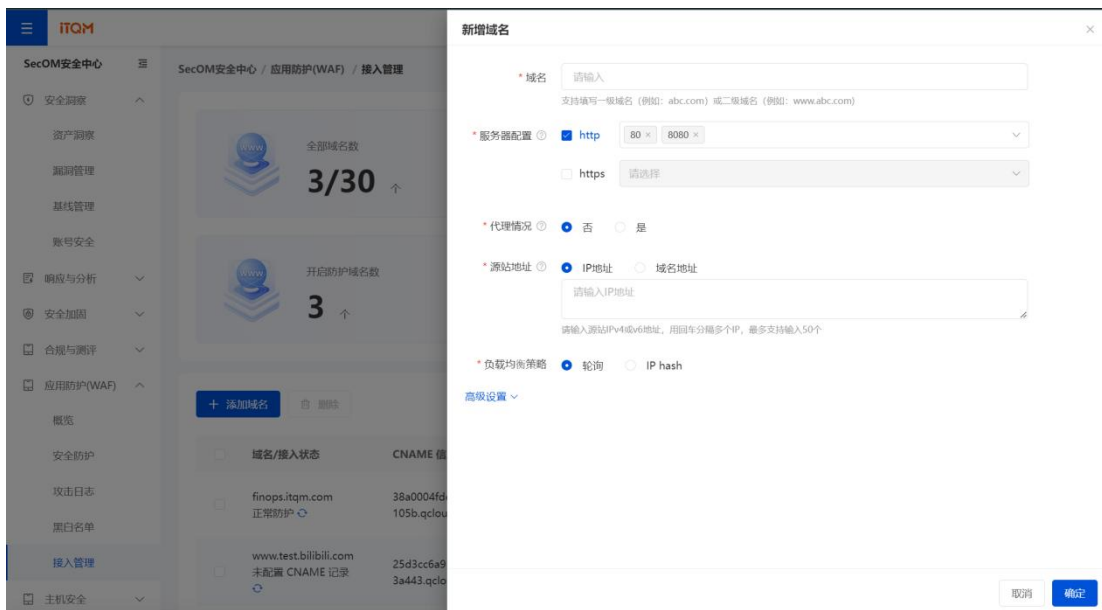 iTQM
SecOM安全中心
安全洞察
资产洞察
漏洞管理
基线管理
账号安全
响应与分析
安全加固
合规与测评
应用防护(WAF)
概览
安全防护
攻击日志
黑白名单
接入管理
主机安全
SecOM安全中心 / 应用防护(WAF) / 接入管理
www
全部域名数
3/30 个
www
开启防护域名数
3 个
+ 添加域名
删除
域名/接入状态
CNAME 信
finops.itqm.com
正常防护
38a0004fd
105b.qclou
www.test.bilibili.com
未配置 CNAME 记录
25d3cc6a9
3a443.qclo
新增域名
* 域名
请输入
支持填写一级域名（例如：abc.com）或二级域名（例如：www.abc.com)
* 服务器配置
http
80 ×
8080 ×
https
请选择
* 代理情况
否
是
* 源站地址
IP地址
域名地址
请输入IP地址
请输入源站IPv4或v6地址，用回车分隔多个IP，最多支持输入50个
* 负载均衡策略
轮询
IP hash
高级设置
取消
确定